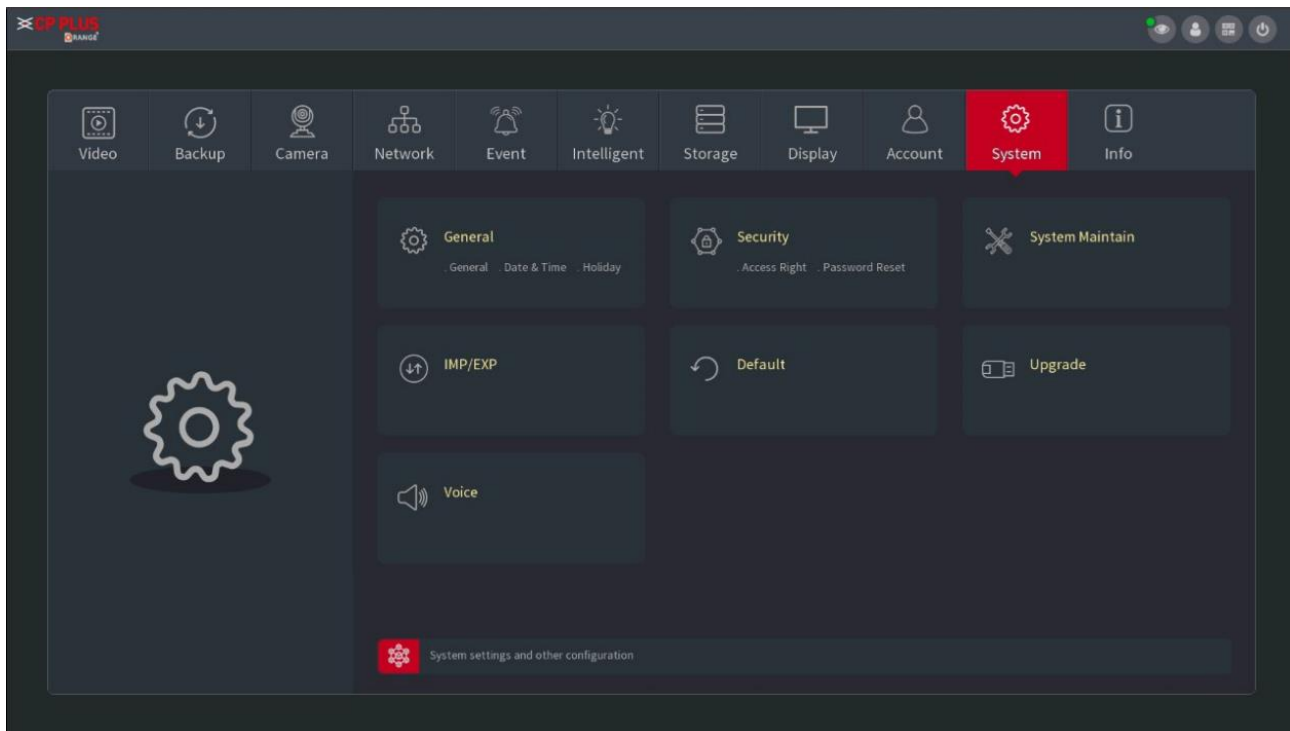 CP PLUS
ORANGE
Video Backup Camera Network Event Intelligent Storage Display Account System Info
General Security System Maintain
. General . Date & Time . Holiday . Access Right . Password Reset
IMP/EXP Default Upgrade
Voice
System settings and other configuration